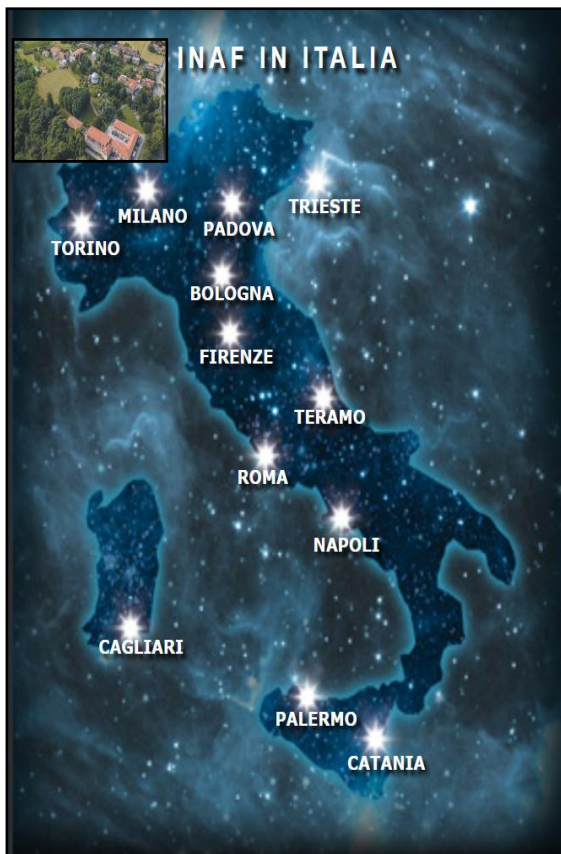 INAF IN ITALIA
TRIESTE
MILANO
PADOVA
TORINO
BOLOGNA
FIRENZE
TERAMO
ROMA
NAPOLI
CAGLIARI
PALERMO
CATANIA